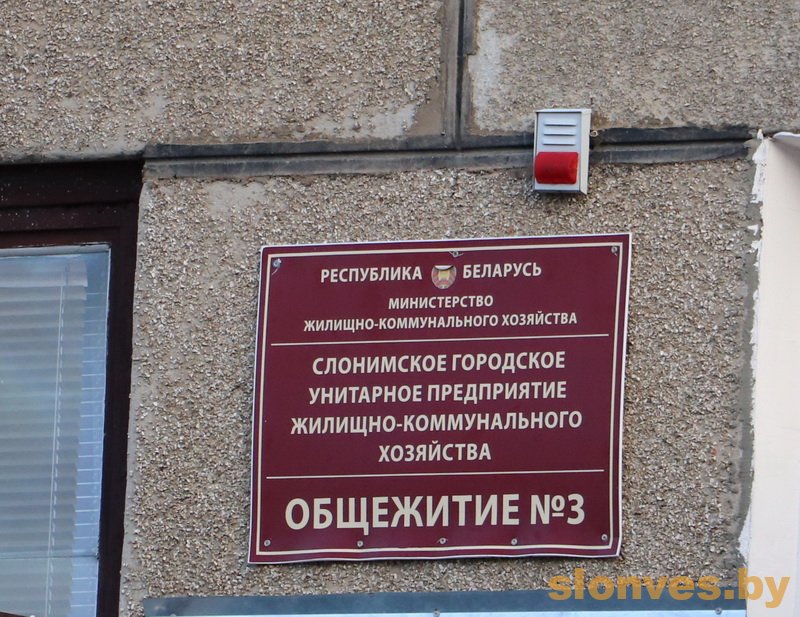 РЕСПУБЛИКА БЕЛАРУСЬ
МИНИСТЕРСТВО
ЖИЛИЩНО-КОММУНАЛЬНОГО ХОЗЯЙСТВА
СЛОНИМСКОЕ ГОРОДСКОЕ
УНИТАРНОЕ ПРЕДПРИЯТИЕ
ЖИЛИЩНО-КОММУНАЛЬНОГО
ХОЗЯЙСТВА
ОБЩЕЖИТИЕ №3
slonves.by